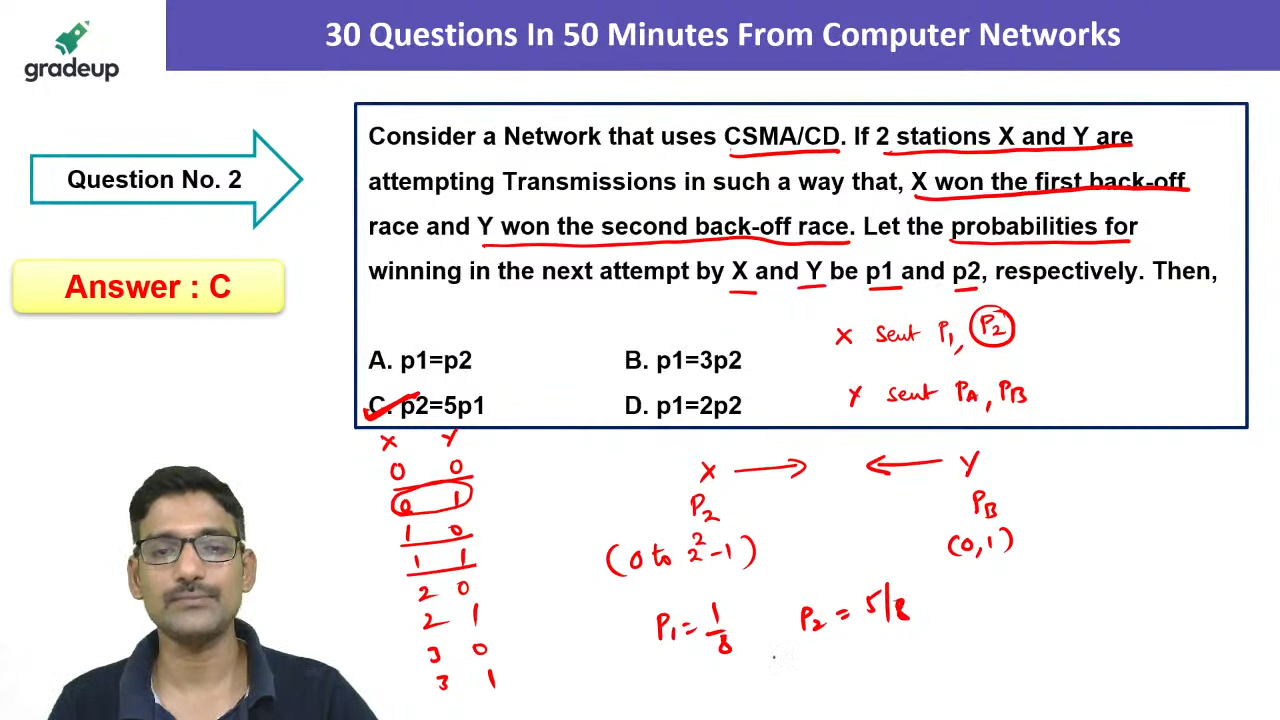 gradeup
30 Questions In 50 Minutes From Computer Networks
Question No. 2
Answer : C
Consider a Network that uses CSMA/CD. If 2 stations X and Y are
attempting Transmissions in such a way that, X won the first back-off
race and Y won the second back-off race. Let the probabilities for
winning in the next attempt by X and Y be p1 and p2, respectively. Then,
A. p1=p2
B. p1=3p2
C. p2=5p1
D. p1=2p2
X sent P1, P2
Y sent PA, PB
X Y
0 0
0 1
1 0
1 1
2 0
2 1
3 0
3 1
X → ← Y
P2 PB
(0 to 2²-1) (0,1)
P1 = 1/8 P2 = 5/8